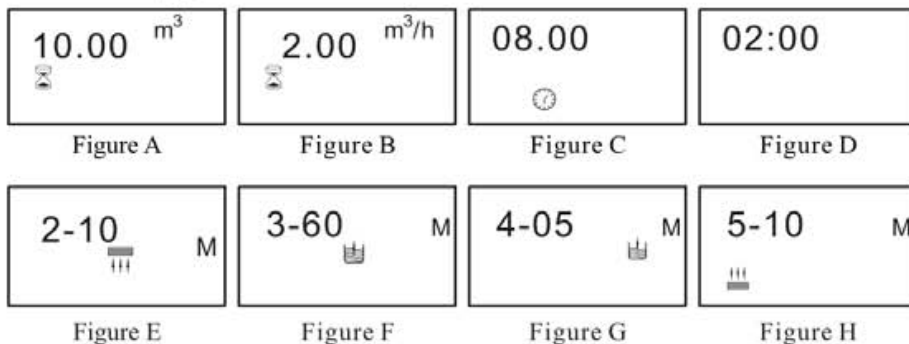 10.00 m³
2.00 m³/h
08.00
02:00
Figure A
Figure B
Figure C
Figure D
2-10 M
3-60 M
4-05 M
5-10 M
Figure E
Figure F
Figure G
Figure H